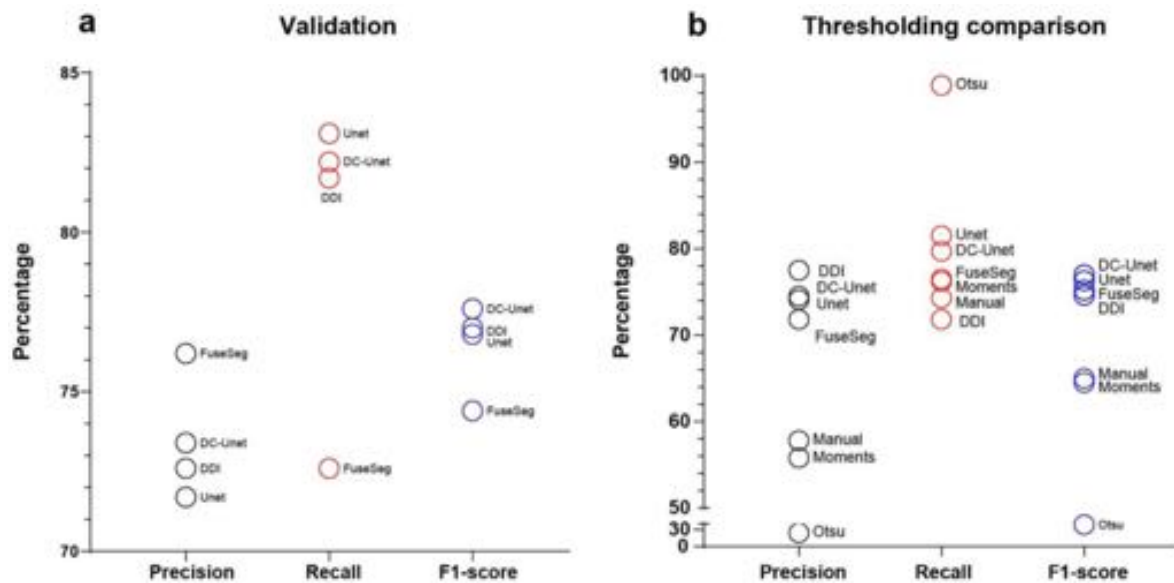 a
Validation
Percentage
85
80
75
70
Unet
DC-Unet
DDI
DC-Unet
DDI
Unet
FuseSeg
FuseSeg
DC-Unet
DDI
Unet
FuseSeg
Precision
Recall
F1-score
b
Thresholding comparison
Percentage
100
90
80
70
60
50
30
0
Otsu
Unet
DC-Unet
FuseSeg
Moments
Manual
DDI
DDI
DC-Unet
Unet
FuseSeg
Manual
Moments
Otsu
DC-Unet
Unet
FuseSeg
DDI
Manual
Moments
Otsu
Precision
Recall
F1-score